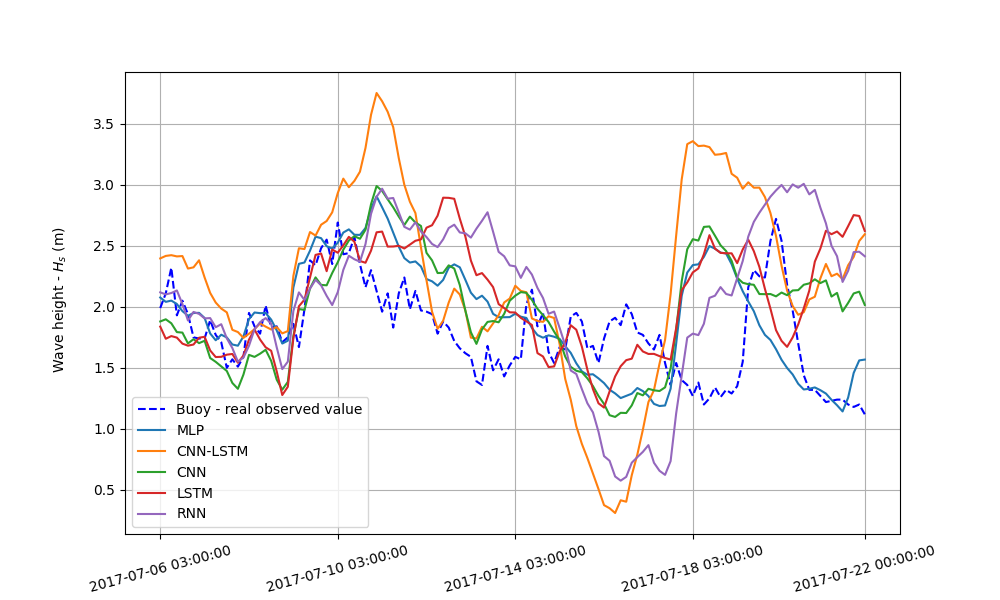 3.5
3.0
2.5
2.0
1.5
1.0
0.5
Wave height - Hs (m)
Buoy - real observed value
MLP
CNN-LSTM
CNN
LSTM
RNN
2017-07-06 03:00:00
2017-07-10 03:00:00
2017-07-14 03:00:00
2017-07-18 03:00:00
2017-07-22 00:00:00